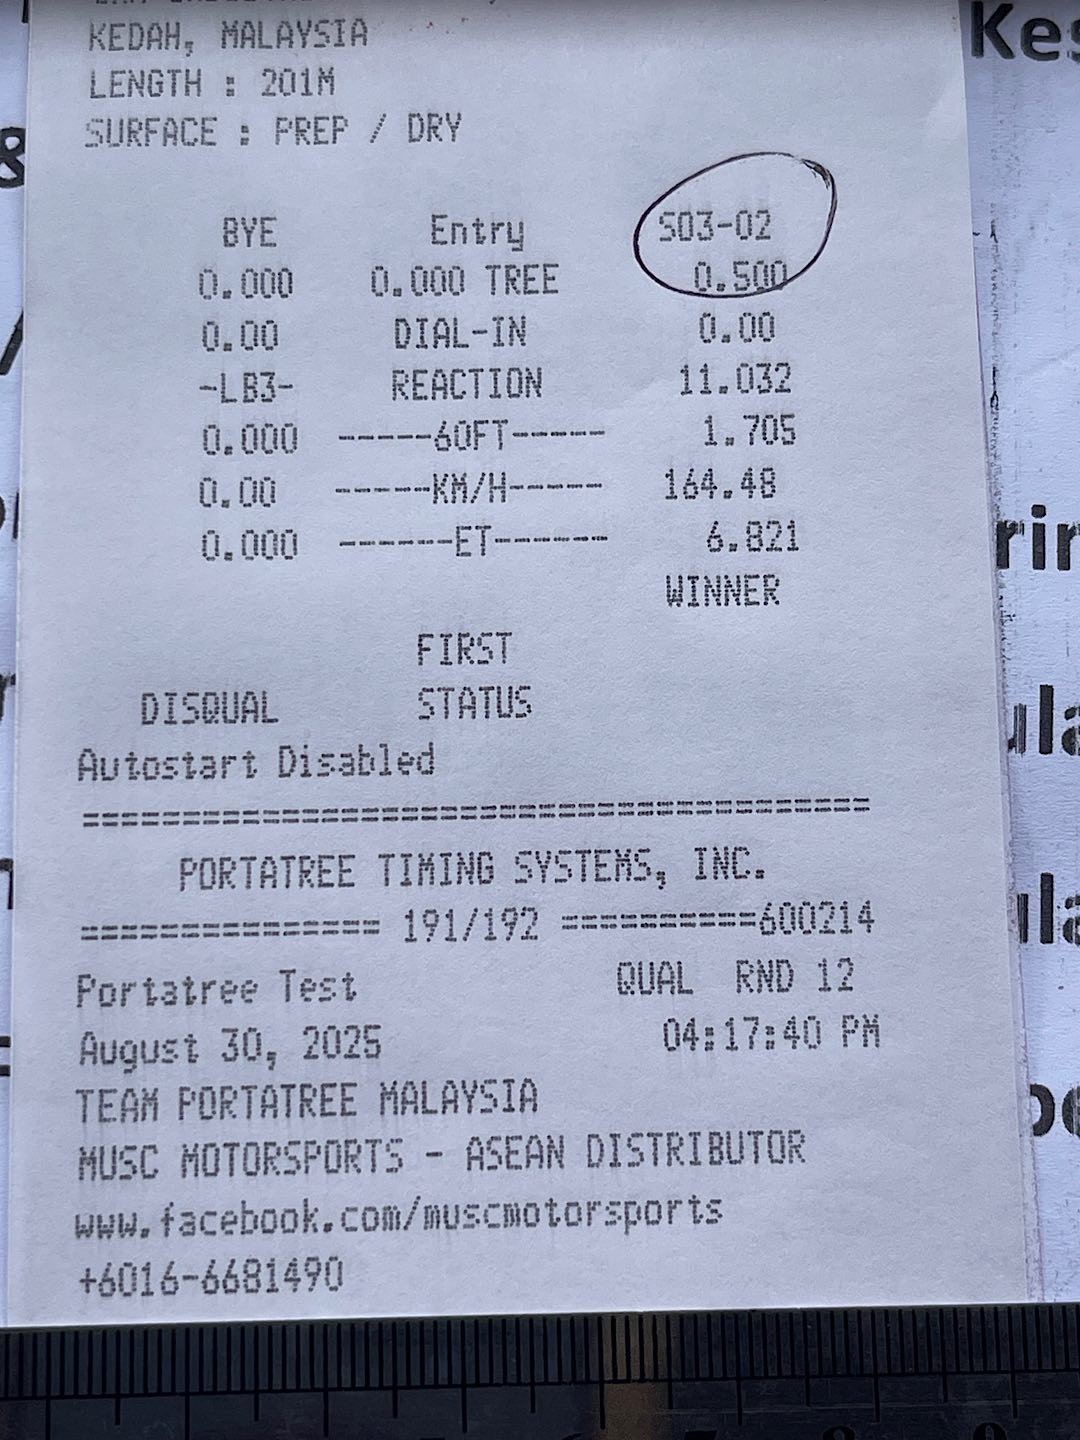 KEDAH, MALAYSIA
LENGTH : 201M
SURFACE : PREP / DRY
BYE Entry S03-02
0.000 0.000 TREE 0.500
0.00 DIAL-IN 0.00
-LB3- REACTION 11.032
0.000 -----60FT----- 1.705
0.00 ------KM/H------ 164.48
0.000 ------ET------ 6.821
WINNER
FIRST
DISQUAL STATUS
Autostart Disabled
========================================
PORTATREE TIMING SYSTEMS, INC.
=============== 191/192 ==========600214
Portatree Test QUAL RND 12
August 30, 2025 04:17:40 PM
TEAM PORTATREE MALAYSIA
MUSC MOTORSPORTS - ASEAN DISTRIBUTOR
www.facebook.com/muscmotorsports
+6016-6681490